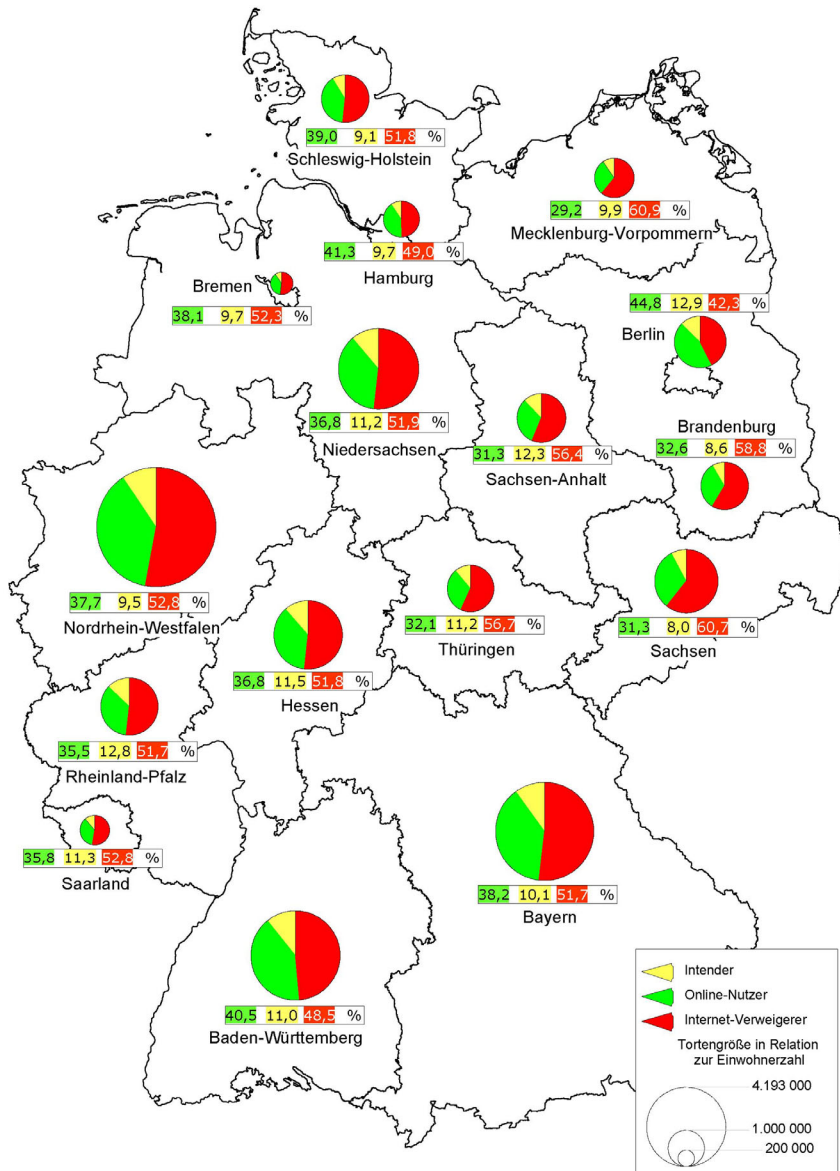 39,0 9,1 51,8 %
Schleswig-Holstein
29,2 9,9 60,9 %
Mecklenburg-Vorpommern
41,3 9,7 49,0 %
Hamburg
Bremen
38,1 9,7 52,3 %
44,8 12,9 42,3 %
Berlin
36,8 11,2 51,9 %
Niedersachsen
31,3 12,3 56,4 %
Sachsen-Anhalt
Brandenburg
32,6 8,6 58,8 %
37,7 9,5 52,8 %
Nordrhein-Westfalen
36,8 11,5 51,8 %
Hessen
32,1 11,2 56,7 %
Thüringen
31,3 8,0 60,7 %
Sachsen
35,5 12,8 51,7 %
Rheinland-Pfalz
35,8 11,3 52,8 %
Saarland
38,2 10,1 51,7 %
Bayern
40,5 11,0 48,5 %
Baden-Württemberg
Intender
Online-Nutzer
Internet-Verweigerer
Tortengröße in Relation
zur Einwohnerzahl
4.193 000
1.000 000
200 000